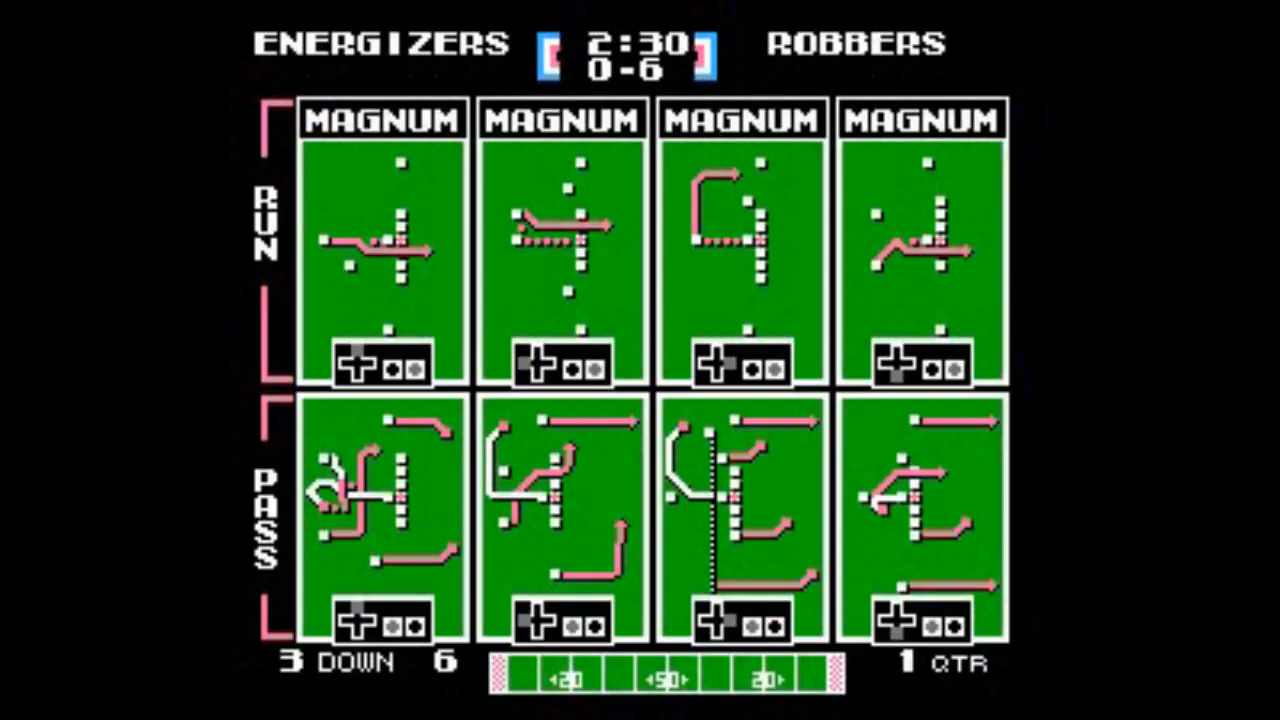 ENERGIZERS 2:30 ROBBERS
0-6
MAGNUM MAGNUM MAGNUM MAGNUM
RUN
PASS
3 DOWN 6 1 QTR
20 50 20